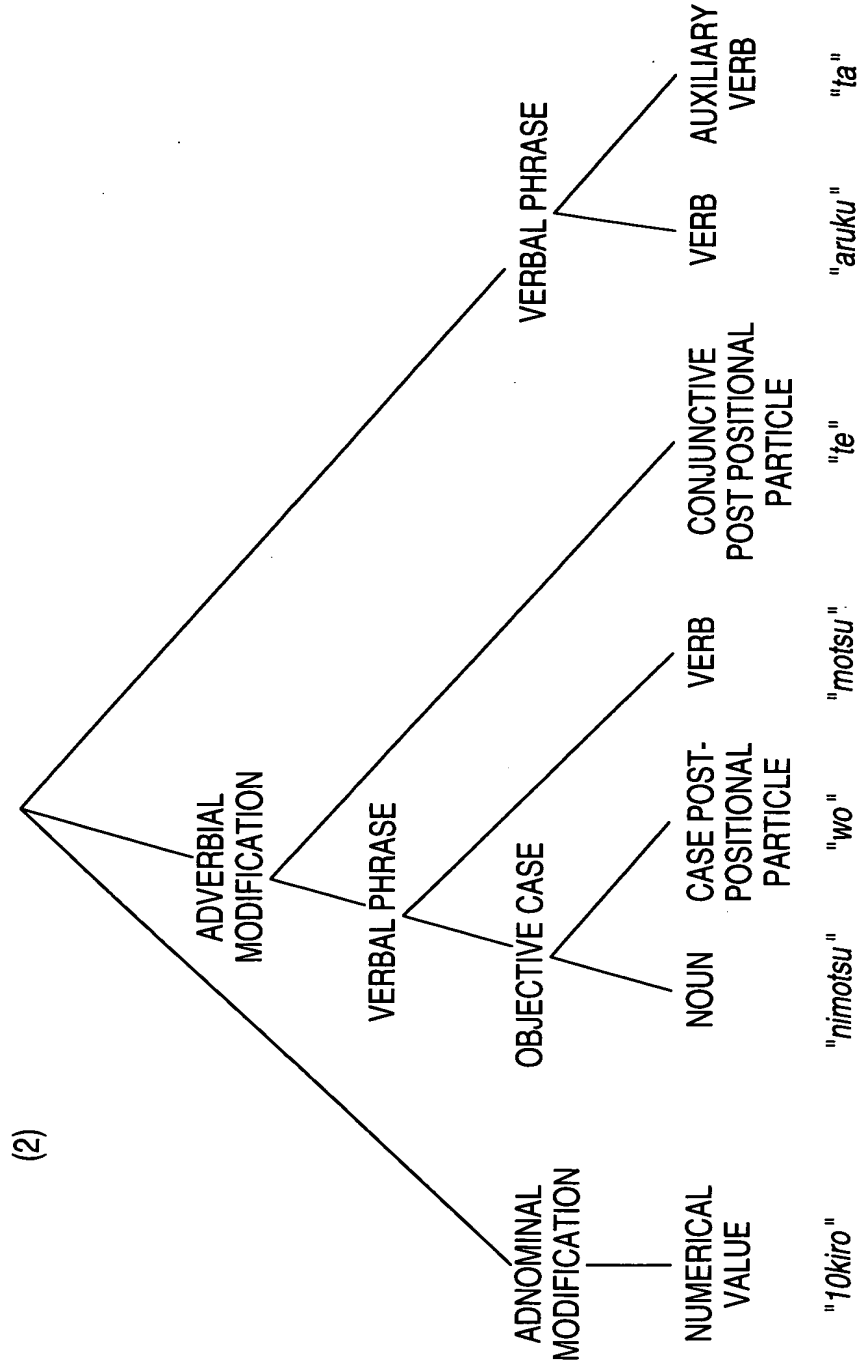 (2)
ADVERBIAL
MODIFICATION
VERBAL PHRASE
OBJECTIVE CASE
VERBAL PHRASE
ADNOMINAL
MODIFICATION
NUMERICAL
VALUE
NOUN
CASE POST-
POSITIONAL
PARTICLE
VERB
CONJUNCTIVE
POST POSITIONAL
PARTICLE
VERB
AUXILIARY
VERB
"10kiro"
"nimotsu"
"wo"
"motsu"
"te"
"aruku"
"ta"